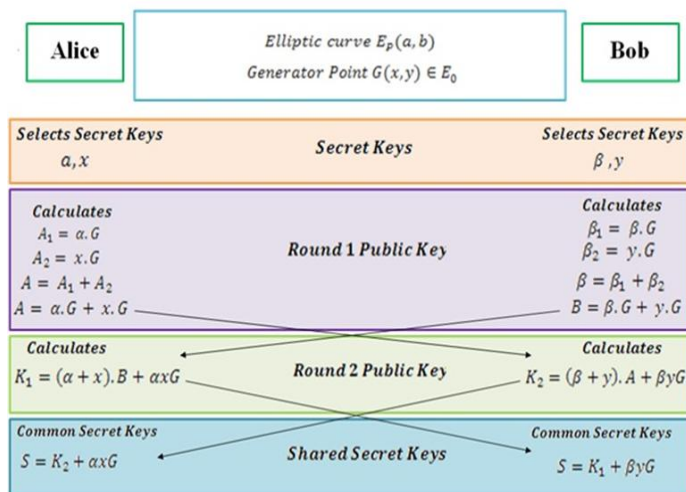 Alice
Elliptic curve E_P(a, b)
Generator Point G(x, y) ∈ E_0
Bob
Selects Secret Keys
a, x
Secret Keys
Selects Secret Keys
β , y
Calculates
A_1 = α. G
A_2 = x. G
A = A_1 + A_2
A = α. G + x. G
Round 1 Public Key
Calculates
β_1 = β. G
β_2 = y. G
β = β_1 + β_2
B = β. G + y. G
Calculates
K_1 = (α + x). B + αxG
Round 2 Public Key
Calculates
K_2 = (β + y). A + βyG
Common Secret Keys
S = K_2 + αxG
Shared Secret Keys
Common Secret Keys
S = K_1 + βyG